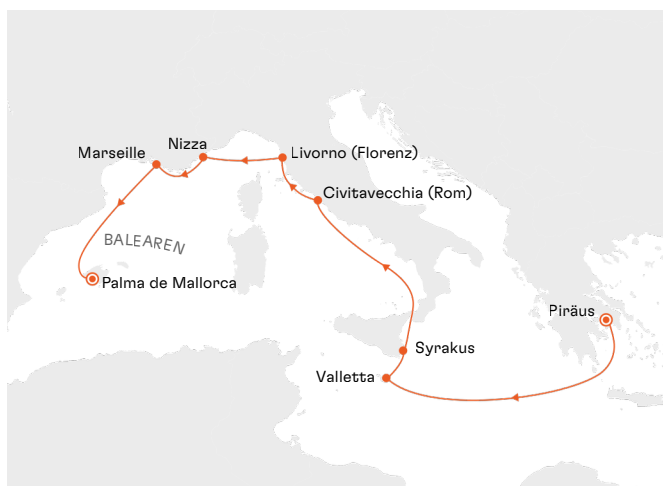 Nizza
Marseille
Livorno (Florenz)
Civitavecchia (Rom)
BALEAREN
Palma de Mallorca
Piräus
Syrakus
Valletta